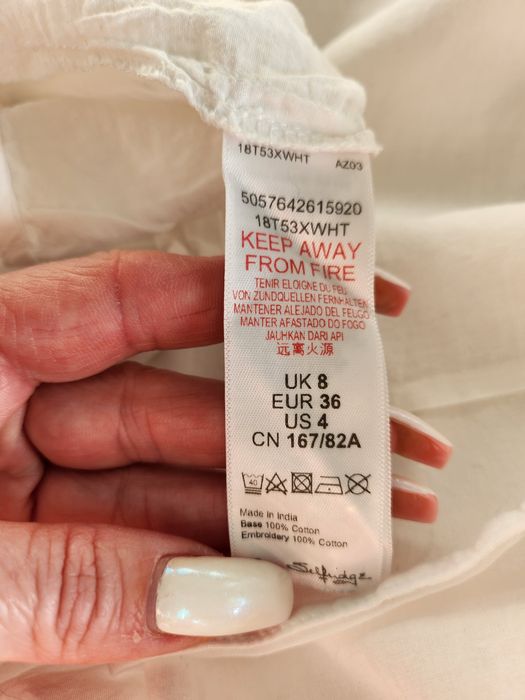 18T53XWHT AZ03
5057642615920
18T53XWHT
KEEP AWAY
FROM FIRE
TENIR ELOIGNE DU FEU
VON ZUNDQUELLEN FERNHALTEN
MANTENER ALEJADO DEL FEUGO
MANTER AFASTADO DO FOGO
JAUHKAN DARI API
远离火源
UK 8
EUR 36
US 4
CN 167/82A
40
Made in India
Base 100% Cotton
Embroidery 100% Cotton
Selfridge